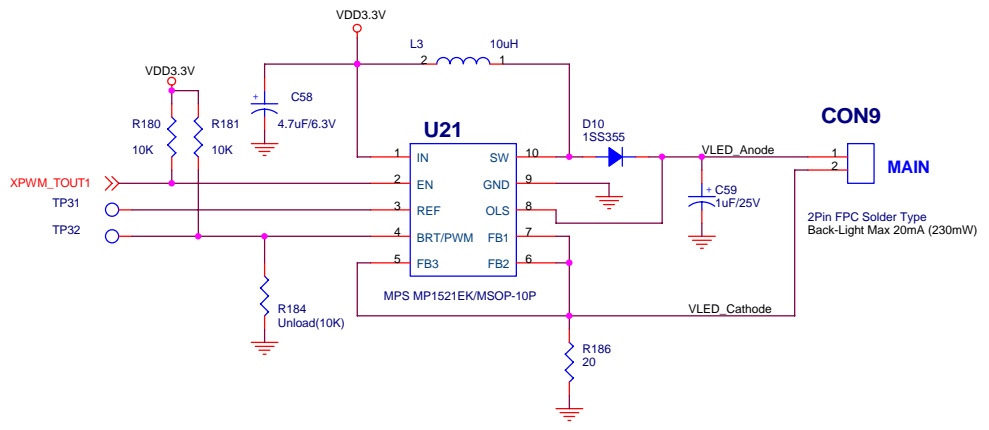 VDD3.3V
L3 10uH
2 1
VDD3.3V
C58
+
4.7uF/6.3V
R180 R181
10K 10K
U21
D10
1SS355
CON9
1 IN SW 10
VLED_Anode
1
2
MAIN
XPWM_TOUT1
2 EN GND 9
+
C59
1uF/25V
TP31
3 REF OLS 8
2Pin FPC Solder Type
Back-Light Max 20mA (230mW)
TP32
4 BRT/PWM FB1 7
5 FB3 FB2 6
MPS MP1521EK/MSOP-10P
VLED_Cathode
R184
Unload(10K)
R186
20